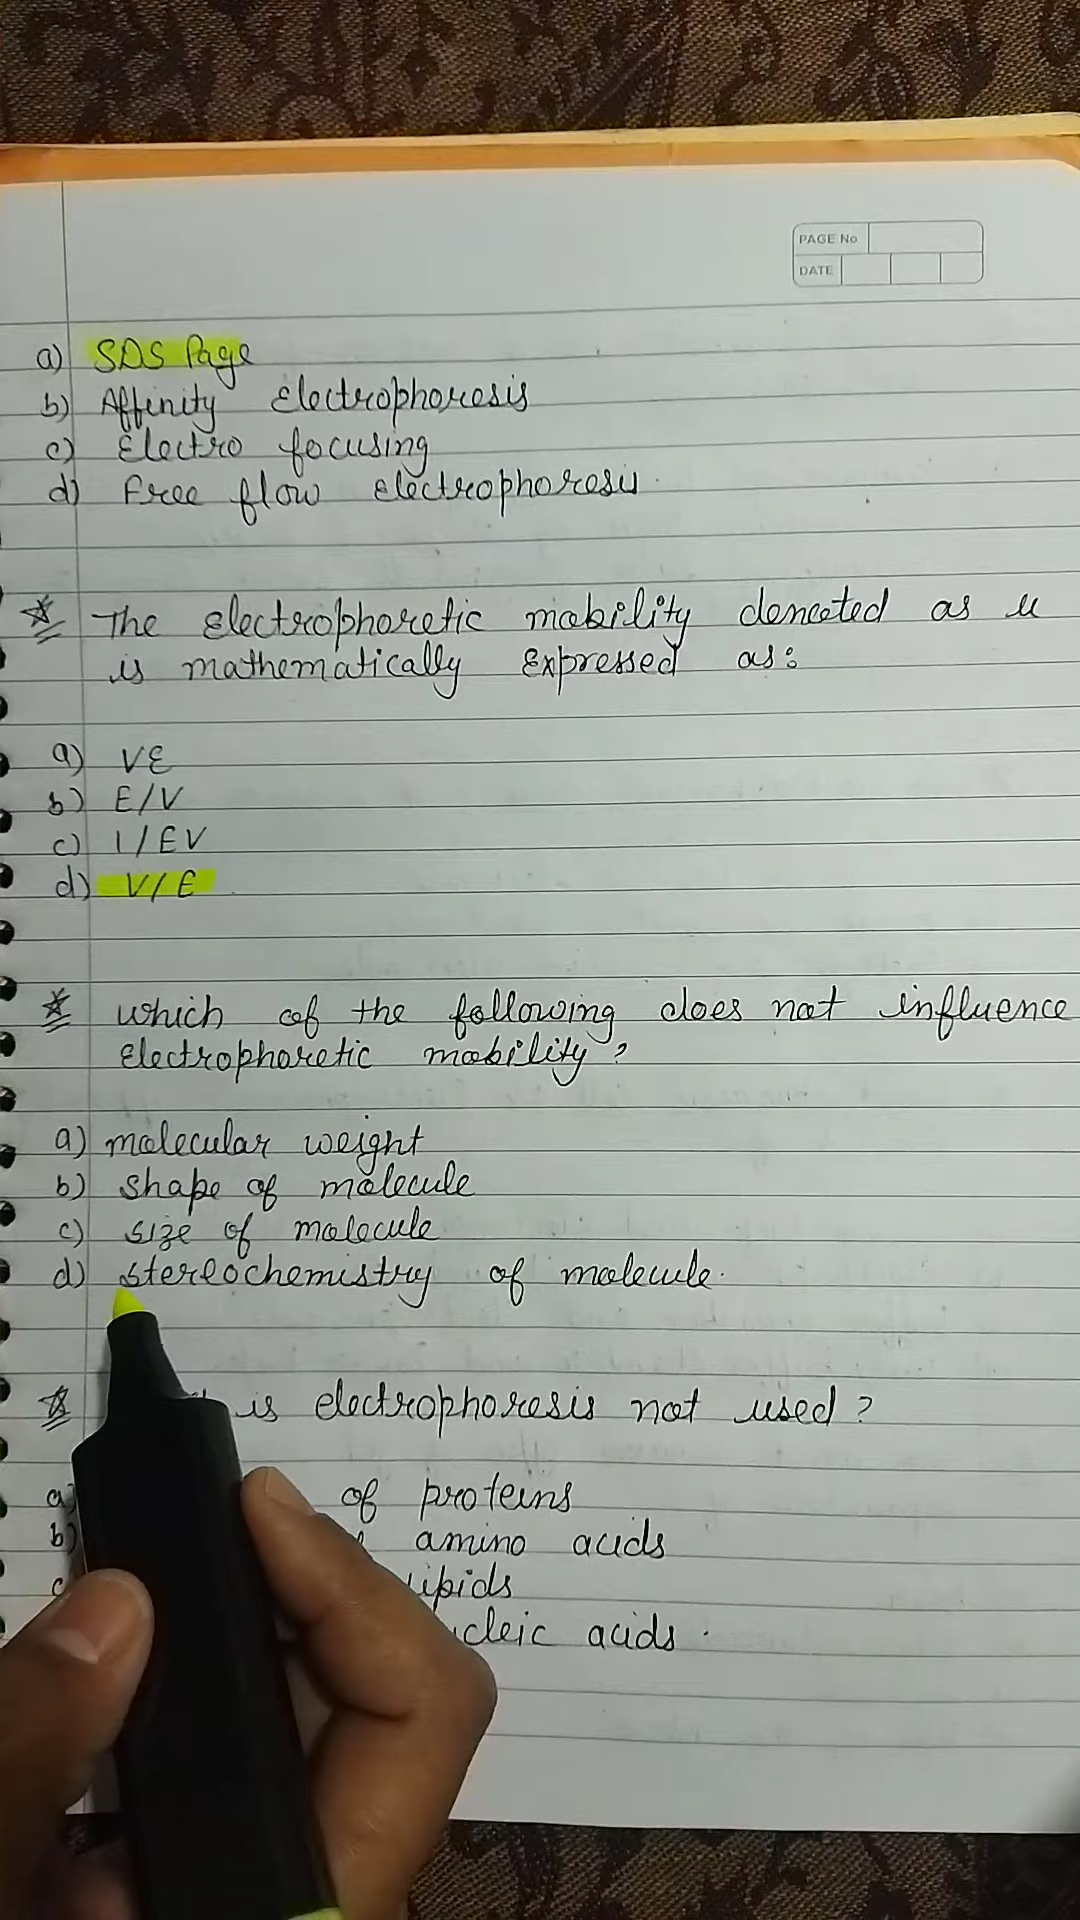 PAGE No
DATE
a) SDS Page
b) Affinity Electrophoresis
c) Electro focusing
d) Free flow electrophoresis.
The electrophoretic mobility denoted as u
is mathematically expressed as:
a) VE
b) E/V
c) 1/EV
d) V/E
which of the following does not influence
electrophoretic mobility?
a) molecular weight
b) shape of molecule
c) size of molecule
d) stereochemistry of molecule.
is electrophoresis not used?
a) of proteins
b) amino acids
c lipids
acids.